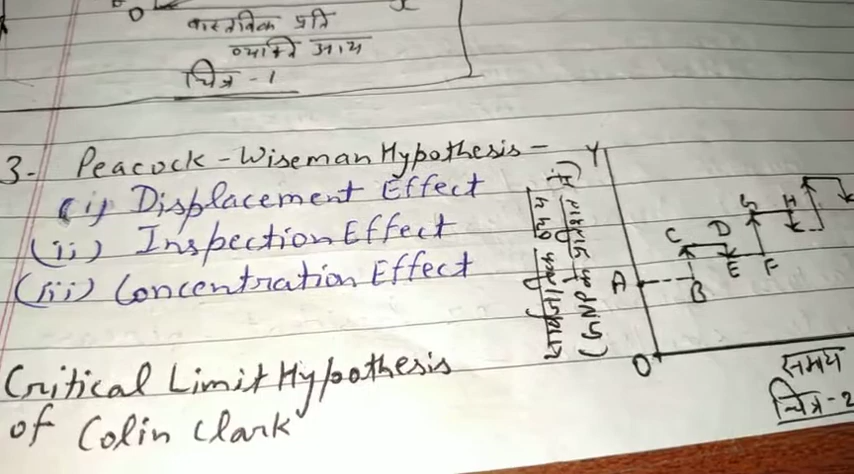 O
वास्तविक प्रति
व्यक्ति आय
चित्र-1
3- Peacock-Wiseman Hypothesis-
(i) Displacement Effect
(ii) Inspection Effect
(iii) Concentration Effect
Critical Limit Hypothesis
of Colin Clark
Y
G H
C D
E F
A
B
O
समय
चित्र-2